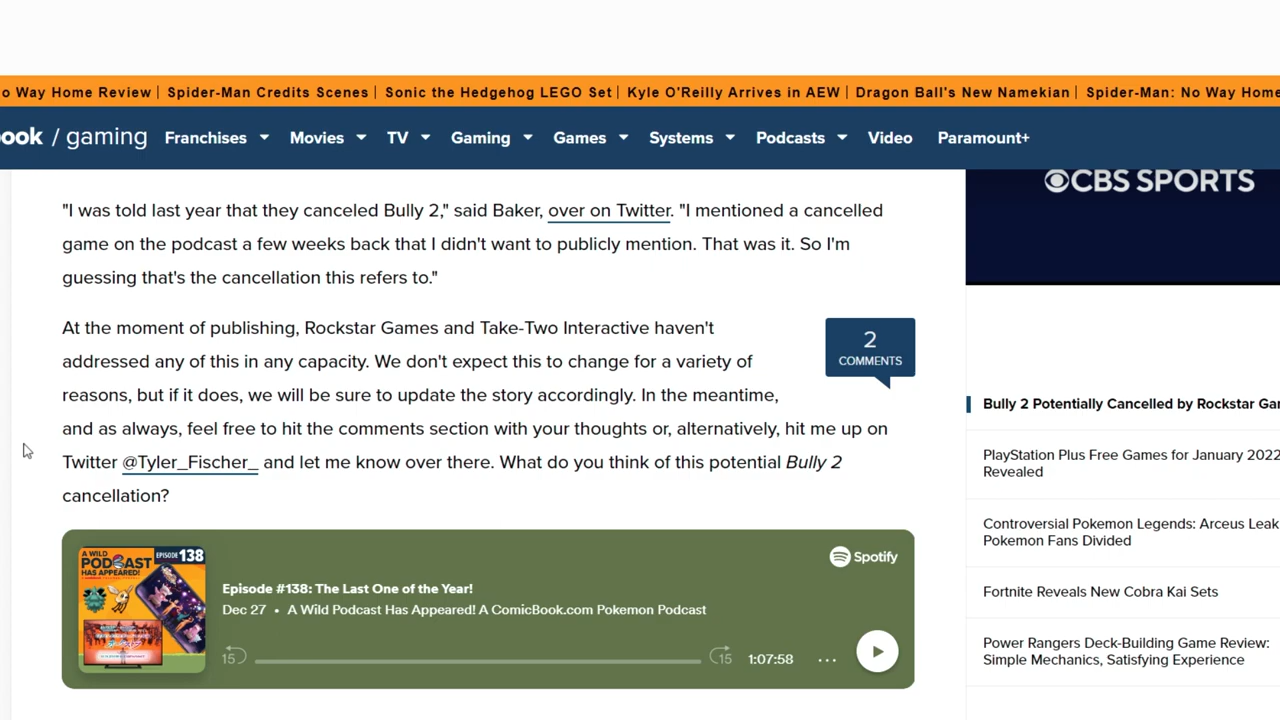 o Way Home Review | Spider-Man Credits Scenes | Sonic the Hedgehog LEGO Set | Kyle O'Reilly Arrives in AEW | Dragon Ball's New Namekian | Spider-Man: No Way Home
ook / gaming Franchises Movies TV Gaming Games Systems Podcasts Video Paramount+
CBS SPORTS
"I was told last year that they canceled Bully 2," said Baker, over on Twitter. "I mentioned a cancelled
game on the podcast a few weeks back that I didn't want to publicly mention. That was it. So I'm
guessing that's the cancellation this refers to."
At the moment of publishing, Rockstar Games and Take-Two Interactive haven't
addressed any of this in any capacity. We don't expect this to change for a variety of
reasons, but if it does, we will be sure to update the story accordingly. In the meantime,
and as always, feel free to hit the comments section with your thoughts or, alternatively, hit me up on
Twitter @Tyler_Fischer_ and let me know over there. What do you think of this potential Bully 2
cancellation?
2
COMMENTS
A WILD
PODCAST
HAS APPEARED!
EPISODE 138
Spotify
Episode #138: The Last One of the Year!
Dec 27 • A Wild Podcast Has Appeared! A ComicBook.com Pokemon Podcast
15
15
1:07:58
Bully 2 Potentially Cancelled by Rockstar Gar
PlayStation Plus Free Games for January 2022
Revealed
Controversial Pokemon Legends: Arceus Leak
Pokemon Fans Divided
Fortnite Reveals New Cobra Kai Sets
Power Rangers Deck-Building Game Review:
Simple Mechanics, Satisfying Experience